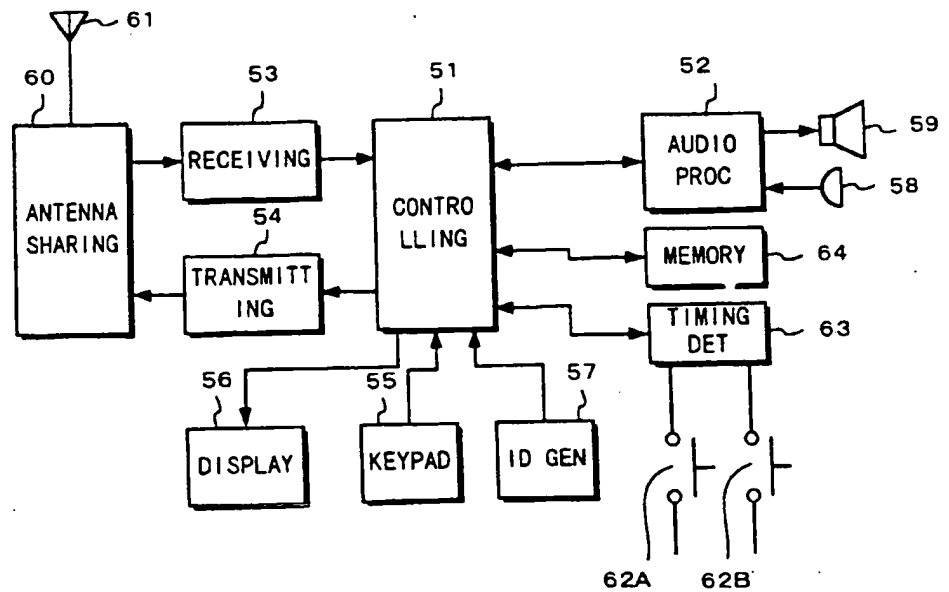 61
60
53
51
52
59
RECEIVING
AUDIO
PROC
58
ANTENNA
SHARING
54
CONTRO
LLING
MEMORY
64
TRANSMITT
ING
TIMING
DET
63
56
55
57
DISPLAY
KEYPAD
ID GEN
62A
62B